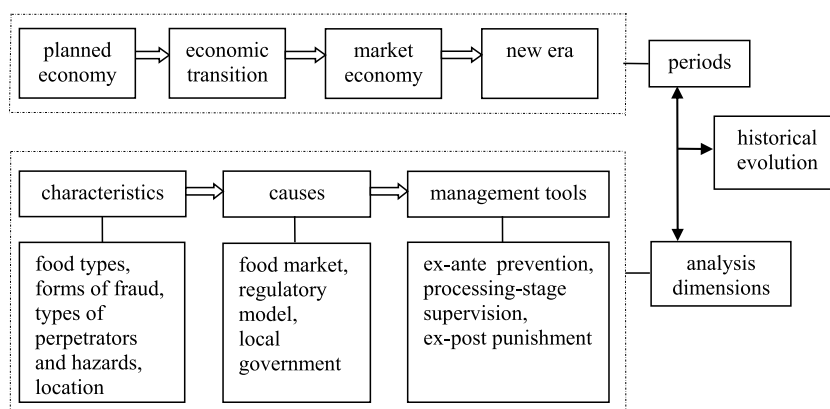 planned
economy
economic
transition
market
economy
new era
periods
historical
evolution
characteristics
causes
management tools
food types,
forms of fraud,
types of
perpetrators
and hazards,
location
food market,
regulatory
model,
local
government
ex-ante prevention,
processing-stage
supervision,
ex-post punishment
analysis
dimensions